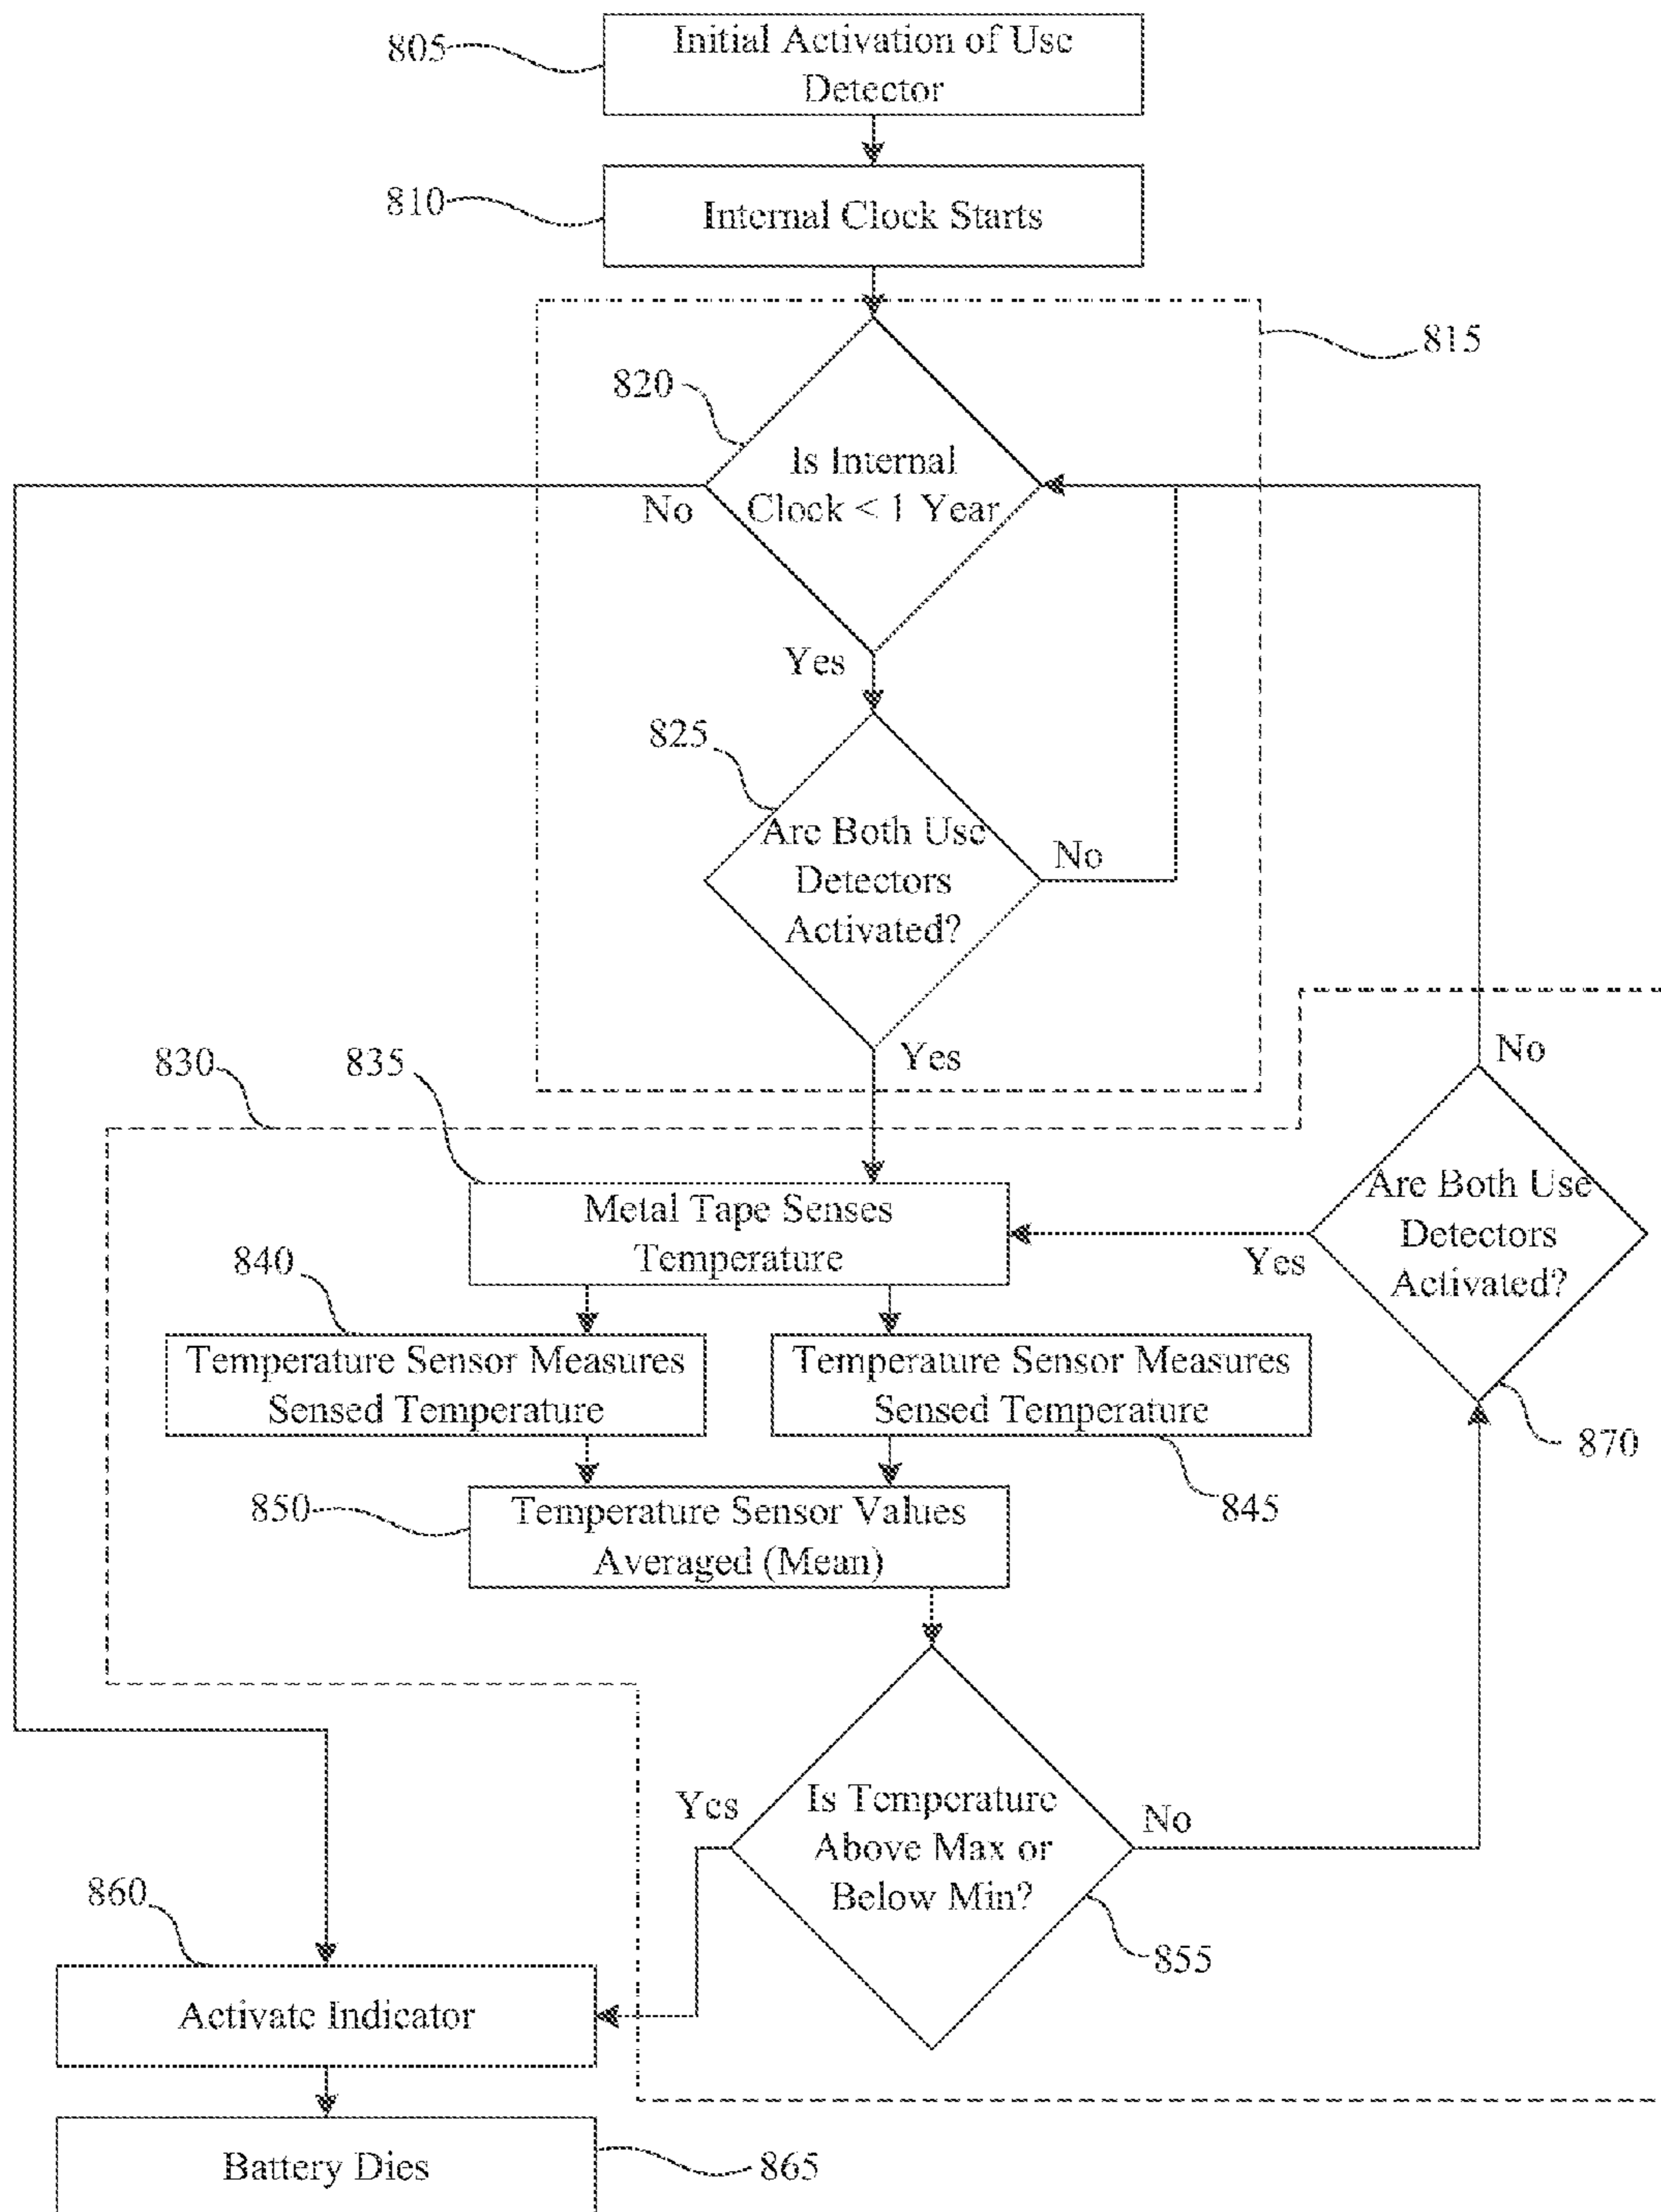 805
Initial Activation of Use
Detector
810
Internal Clock Starts
815
820
Is Internal
Clock < 1 Year
No
Yes
825
Are Both Use
Detectors
Activated?
No
Yes
830
835
No
Metal Tape Senses
Temperature
Are Both Use
Detectors
Activated?
Yes
840
Temperature Sensor Measures
Sensed Temperature
Temperature Sensor Measures
Sensed Temperature
870
850
Temperature Sensor Values
Averaged (Mean)
845
Yes
Is Temperature
Above Max or
Below Min?
No
860
855
Activate Indicator
Battery Dies
865